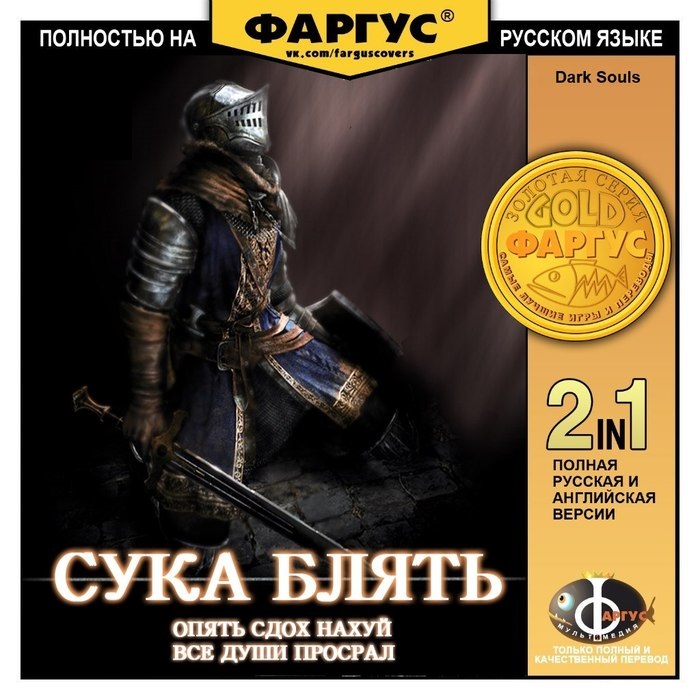 ПОЛНОСТЬЮ НА
ФАРГУС®
vk.com/farguscovers
РУССКОМ ЯЗЫКЕ
Dark Souls
ЗОЛОТАЯ СЕРИЯ
GOLD
ФАРГУС
САМЫЕ ЛУЧШИЕ ИГРЫ И ПЕРЕВОДЫ
2IN1
ПОЛНАЯ
РУССКАЯ И
АНГЛИЙСКАЯ
ВЕРСИИ
СУКА БЛЯТЬ
ОПЯТЬ СДОХ НАХУЙ
ВСЕ ДУШИ ПРОСРАЛ
ФАРГУС
МУЛЬТИМЕДИЯ
ТОЛЬКО ПОЛНЫЙ И
КАЧЕСТВЕННЫЙ ПЕРЕВОД